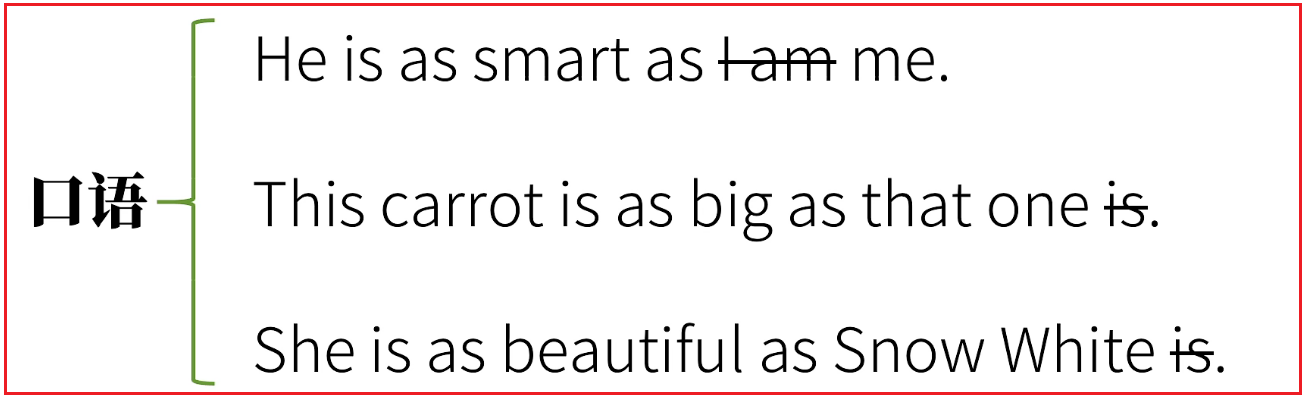 口语
He is as smart as I am me.
This carrot is as big as that one is.
She is as beautiful as Snow White is.